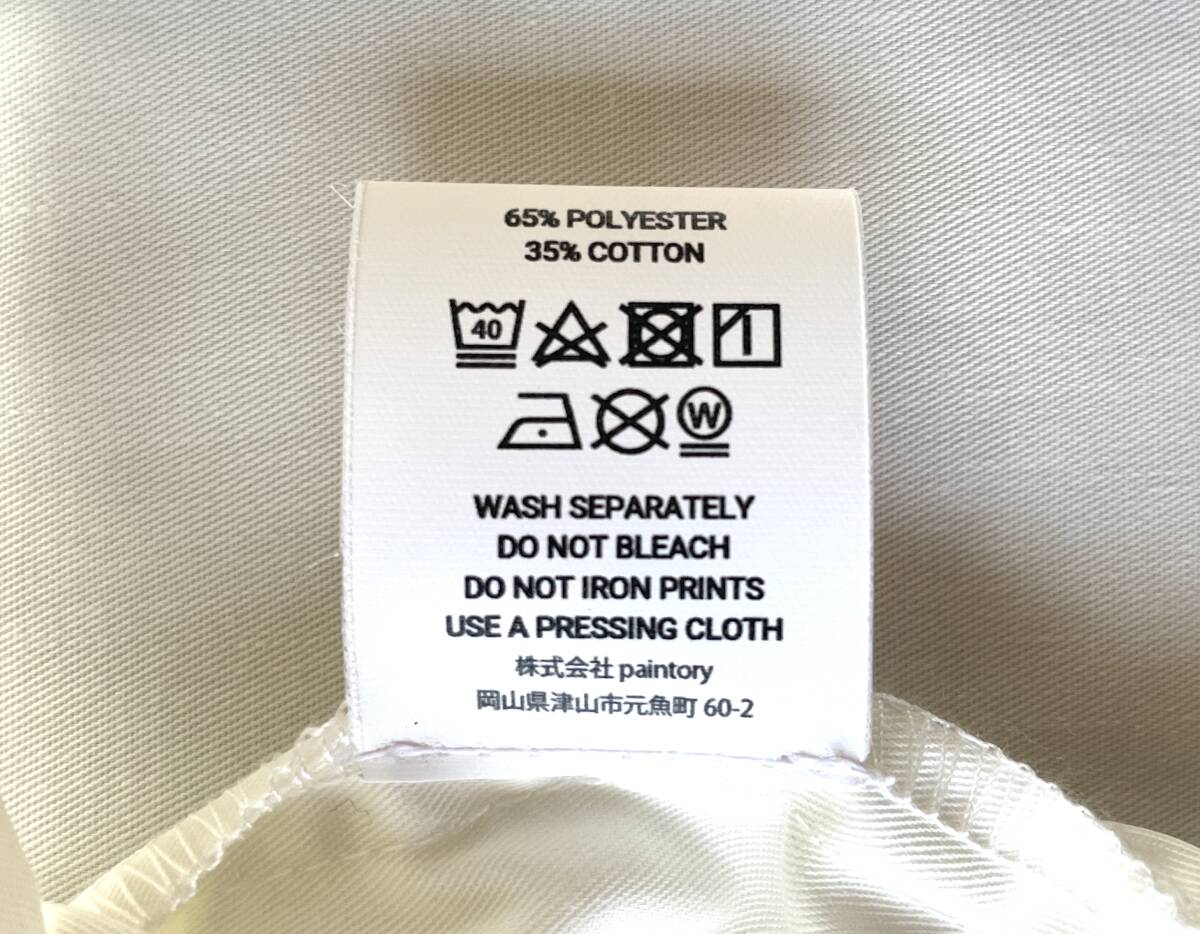 65% POLYESTER
35% COTTON
40
W
WASH SEPARATELY
DO NOT BLEACH
DO NOT IRON PRINTS
USE A PRESSING CLOTH
株式会社 paintory
岡山県津山市元魚町 60-2